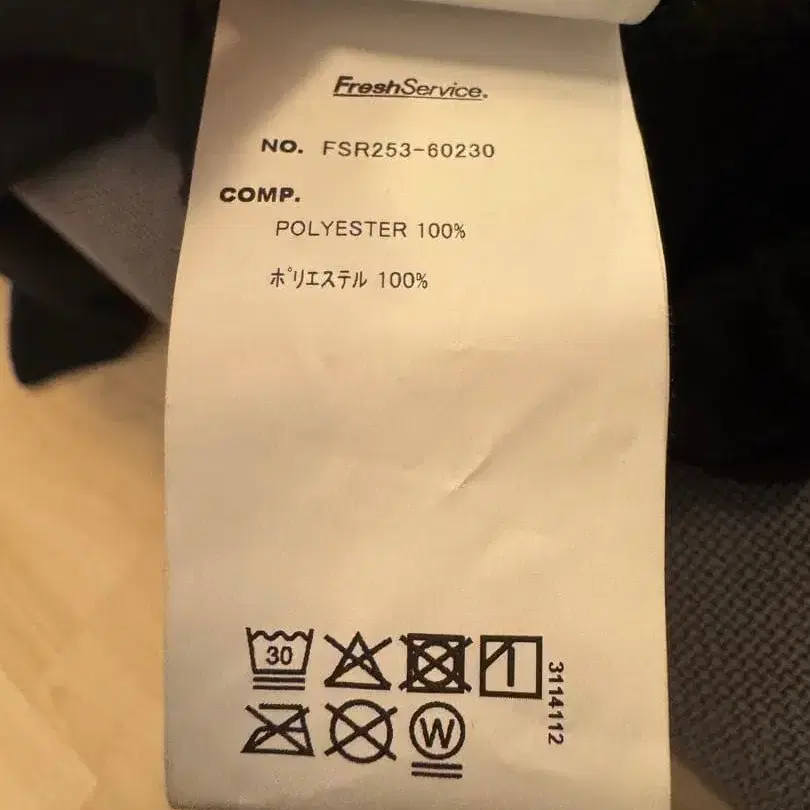 FreshService.
NO. FSR253-60230
COMP.
POLYESTER 100%
ポリエステル 100%
30
W
3114112